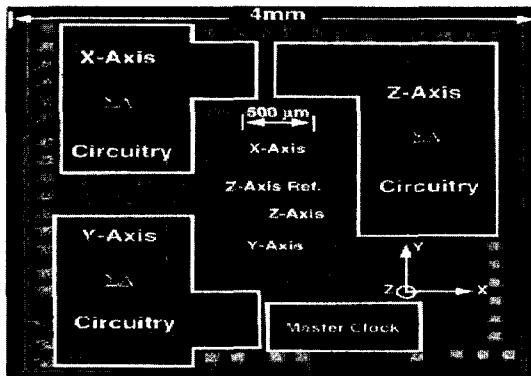 4mm
X-Axis
ΣΔ
Circuitry
Z-Axis
ΣΔ
Circuitry
500 µm
X-Axis
Z-Axis Ref.
Z-Axis
Y-Axis
Y-Axis
ΣΔ
Circuitry
Y
Z
X
Master Clock